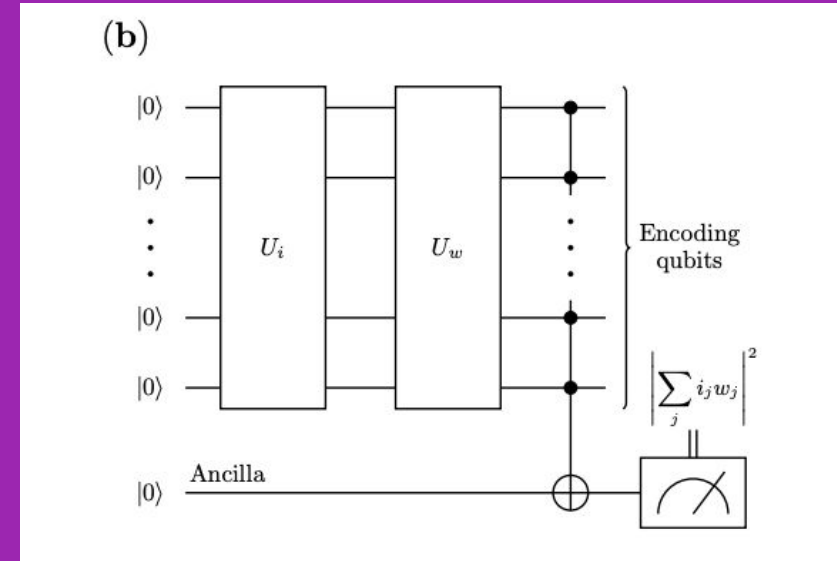 (b)
|0⟩
|0⟩
|0⟩
|0⟩
U_i
U_w
Encoding
qubits
|∑_j i_j w_j|^2
Ancilla
|0⟩